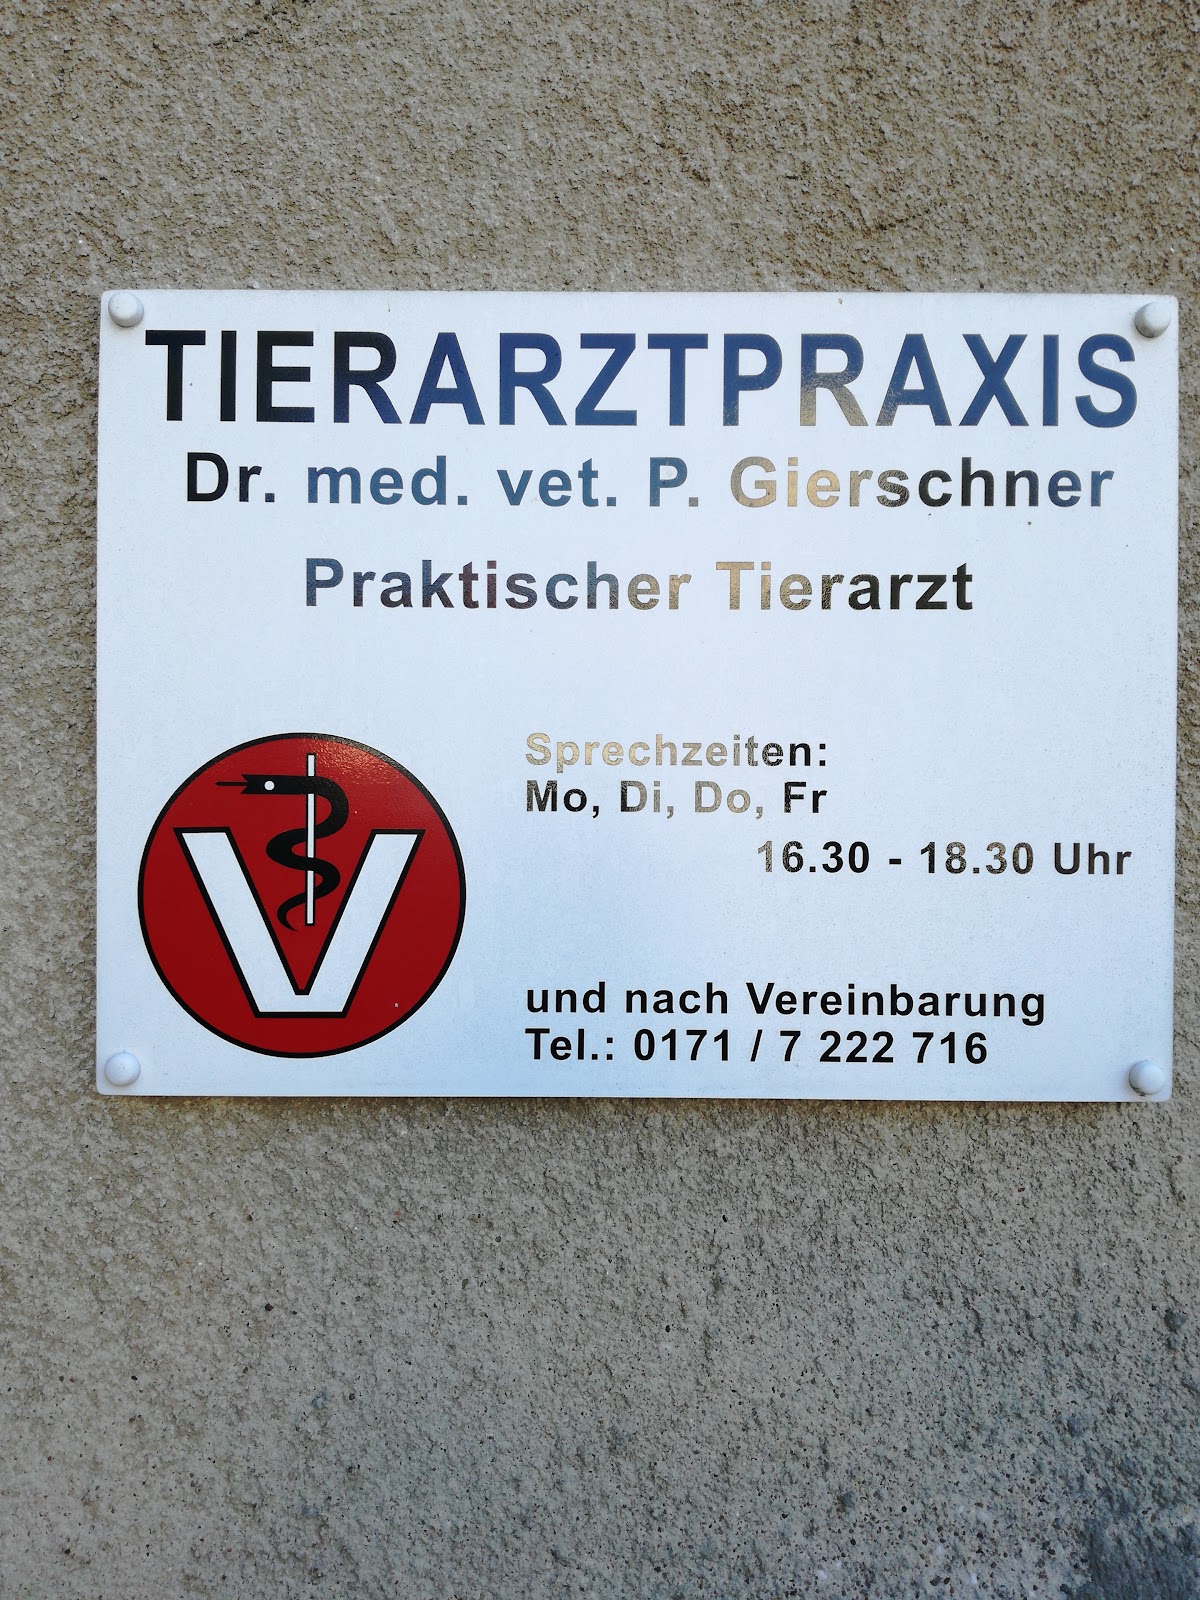 TIERARZTPRAXIS
Dr. med. vet. P. Gierschner
Praktischer Tierarzt
Sprechzeiten:
Mo, Di, Do, Fr
16.30 - 18.30 Uhr
und nach Vereinbarung
Tel.: 0171 / 7 222 716
V